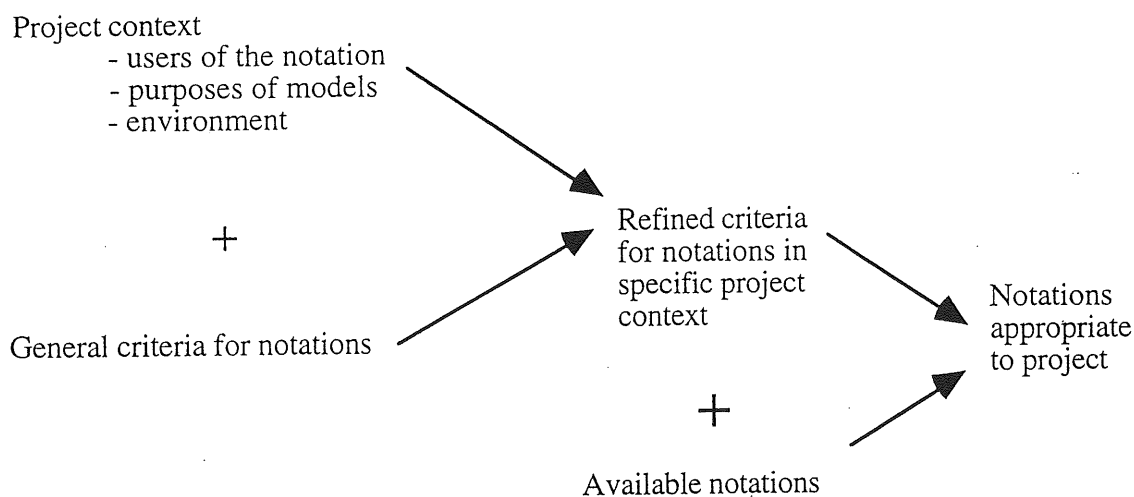 Project context
- users of the notation
- purposes of models
- environment
+
General criteria for notations
Refined criteria
for notations in
specific project
context
+
Available notations
Notations
appropriate
to project